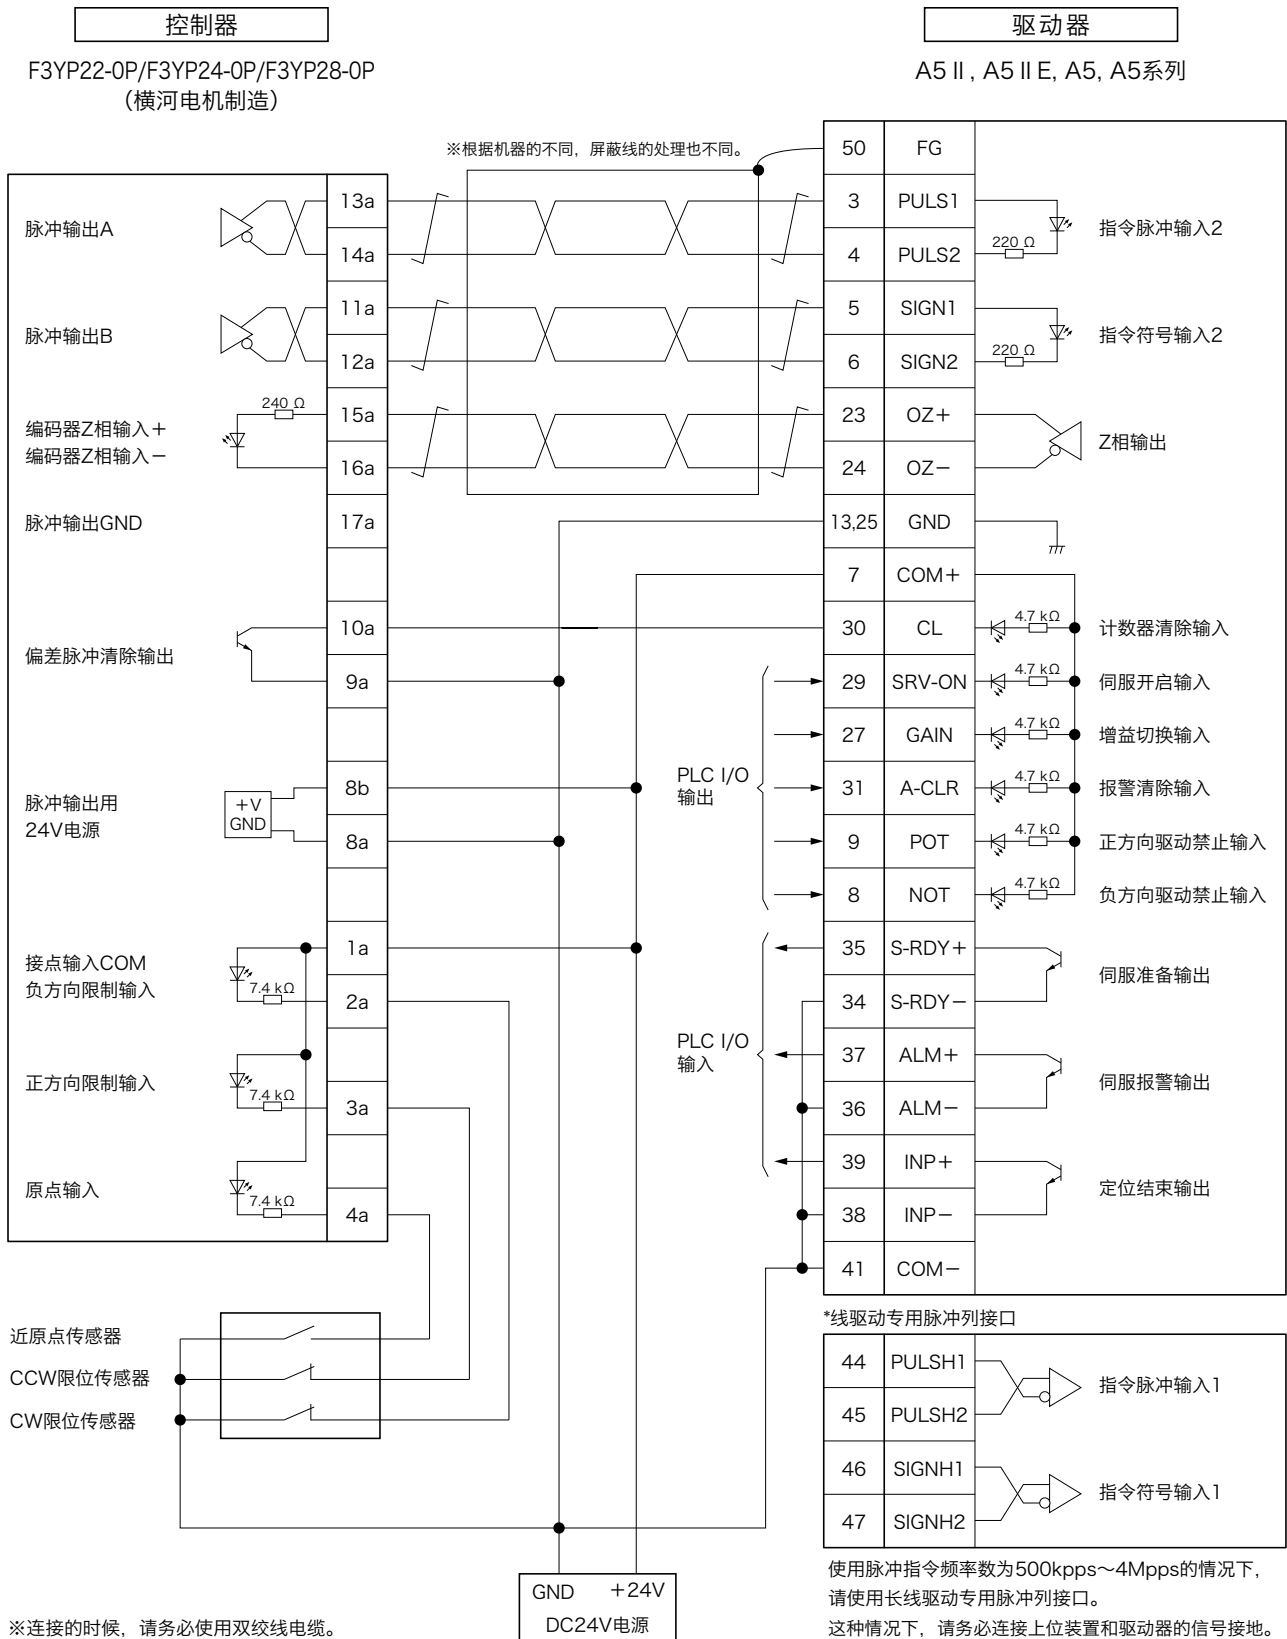 控制器
F3YP22-0P/F3YP24-0P/F3YP28-0P
（横河电机制造）
驱动器
A5Ⅱ, A5ⅡE, A5, A5系列
※根据机器的不同，屏蔽线的处理也不同。
50 FG
脉冲输出A
13a
14a
3 PULS1
4 PULS2
220 Ω
指令脉冲输入2
脉冲输出B
11a
12a
5 SIGN1
6 SIGN2
220 Ω
指令符号输入2
编码器Z相输入＋
编码器Z相输入－
240 Ω
15a
16a
23 OZ+
24 OZ−
Z相输出
脉冲输出GND
17a
13,25 GND
7 COM+
偏差脉冲清除输出
10a
9a
30 CL
4.7 kΩ
计数器清除输入
29 SRV-ON
4.7 kΩ
伺服开启输入
27 GAIN
4.7 kΩ
增益切换输入
PLC I/O
输出
脉冲输出用
24V电源
+V
GND
8b
8a
31 A-CLR
4.7 kΩ
报警清除输入
9 POT
4.7 kΩ
正方向驱动禁止输入
8 NOT
4.7 kΩ
负方向驱动禁止输入
接点输入COM
负方向限制输入
7.4 kΩ
1a
2a
35 S-RDY+
34 S-RDY−
伺服准备输出
PLC I/O
输入
正方向限制输入
7.4 kΩ
3a
37 ALM+
36 ALM−
伺服报警输出
原点输入
7.4 kΩ
4a
39 INP+
38 INP−
定位结束输出
41 COM−
近原点传感器
CCW限位传感器
CW限位传感器
*线驱动专用脉冲列接口
44 PULSH1
45 PULSH2
指令脉冲输入1
46 SIGNH1
47 SIGNH2
指令符号输入1
GND +24V
DC24V电源
使用脉冲指令频率数为500kpps～4Mpps的情况下，
请使用长线驱动专用脉冲列接口。
这种情况下，请务必连接上位装置和驱动器的信号接地。
※连接的时候，请务必使用双绞线电缆。